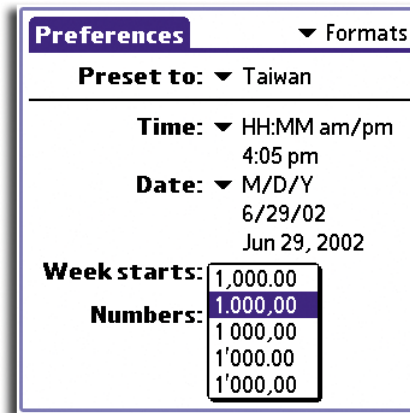 Preferences ▼ Formats
Preset to: ▼ Taiwan
Time: ▼ HH:MM am/pm
4:05 pm
Date: ▼ M/D/Y
6/29/02
Jun 29, 2002
Week starts:
Numbers:
1,000.00
1.000,00
1 000,00
1'000.00
1'000,00